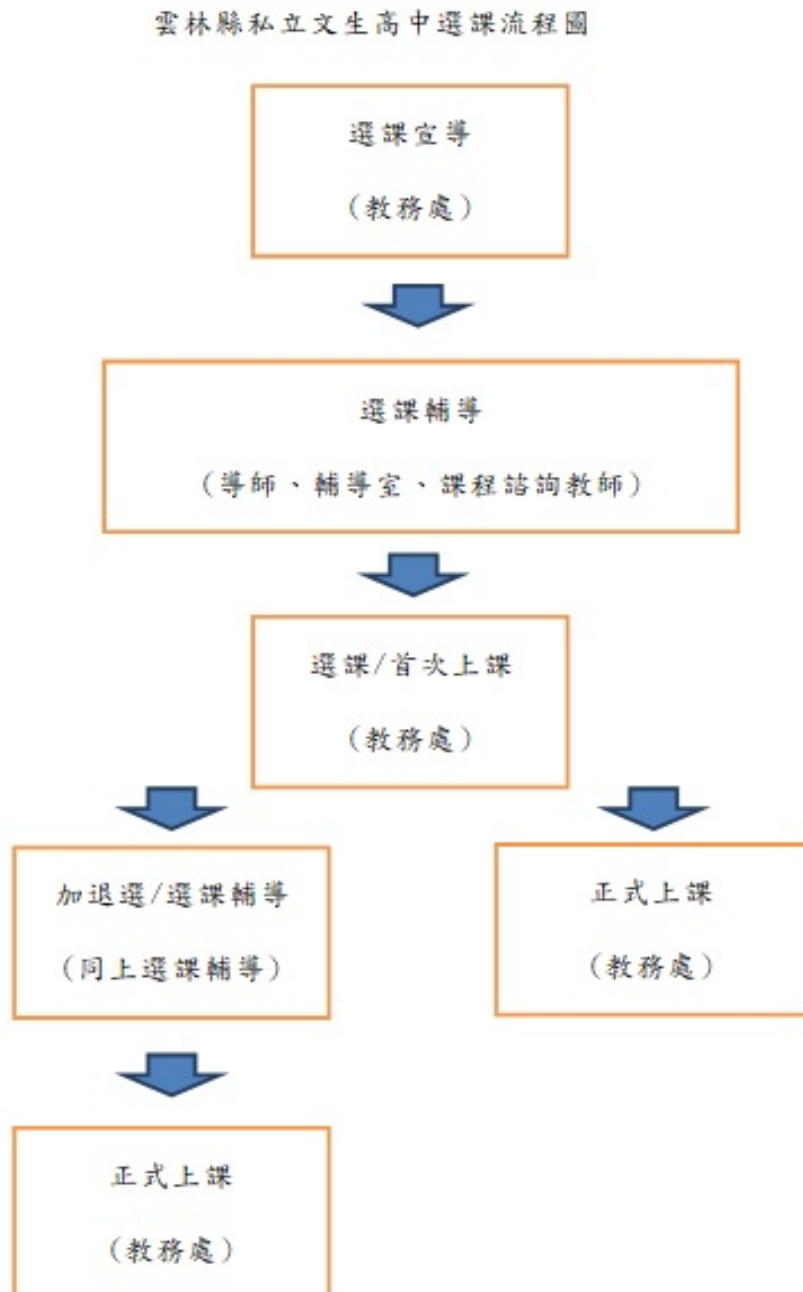 雲林縣私立文生高中選課流程圖
選課宣導
(教務處)
選課輔導
(導師、輔導室、課程諮詢教師)
選課/首次上課
(教務處)
加退選/選課輔導
(同上選課輔導)
正式上課
(教務處)
正式上課
(教務處)